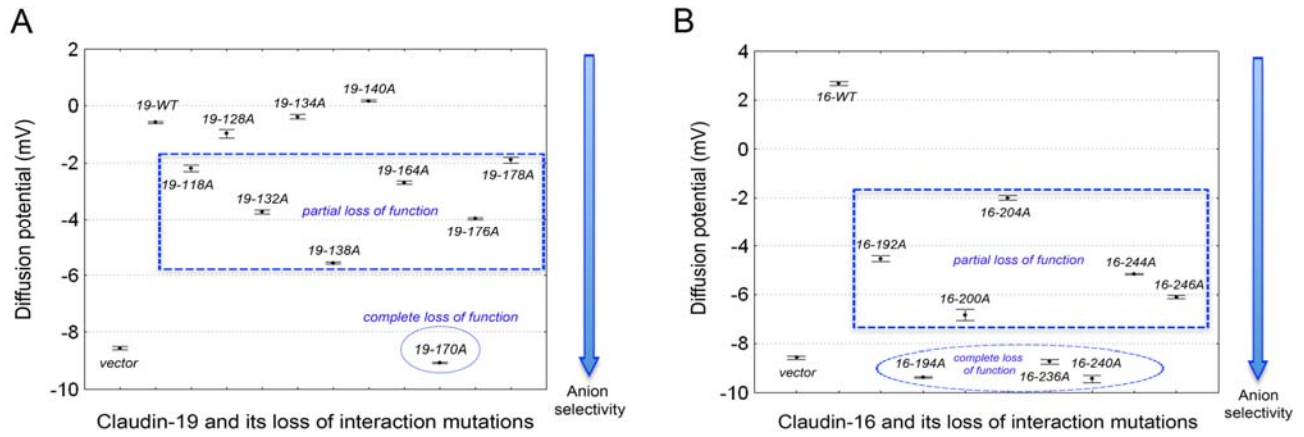 A
Diffusion potential (mV)
2
0
-2
-4
-6
-8
-10
19-WT
19-128A
19-134A
19-140A
19-118A
19-132A
19-164A
19-178A
partial loss of function
19-176A
19-138A
complete loss of function
19-170A
vector
Claudin-19 and its loss of interaction mutations
Anion
selectivity
B
Diffusion potential (mV)
4
2
0
-2
-4
-6
-8
-10
16-WT
16-204A
16-192A
partial loss of function
16-244A
16-246A
16-200A
vector
16-194A
complete loss
of function
16-236A
16-240A
Claudin-16 and its loss of interaction mutations
Anion
selectivity